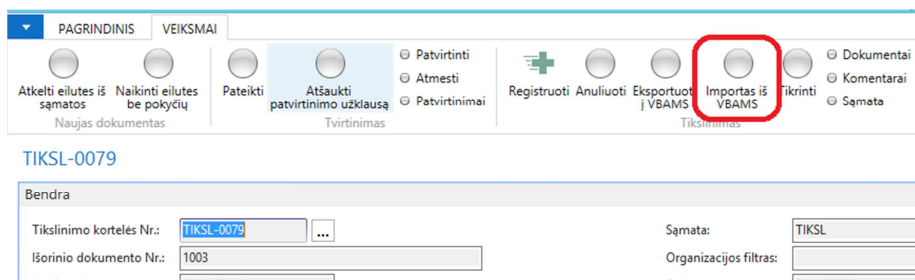 PAGRINDINIS VEIKSMAI
Atkelti eilutes iš sąmatos
Naikinti eilutes be pokyčių
Naujas dokumentas
Pateikti
Atšaukti patvirtinimo užklausą
Patvirtinti
Atmesti
Patvirtinimai
Tvirtinimas
Registruoti
Anuliuoti
Eksportuoti į VBAMS
Importas iš VBAMS
Tikrinti
Dokumentai
Komentarai
Sąmata
Tikslinimas
TIKSL-0079
Bendra
Tikslinimo kortelės Nr.: TIKSL-0079 ...
Sąmata: TIKSL
Išorinio dokumento Nr.: 1003
Organizacijos filtras: